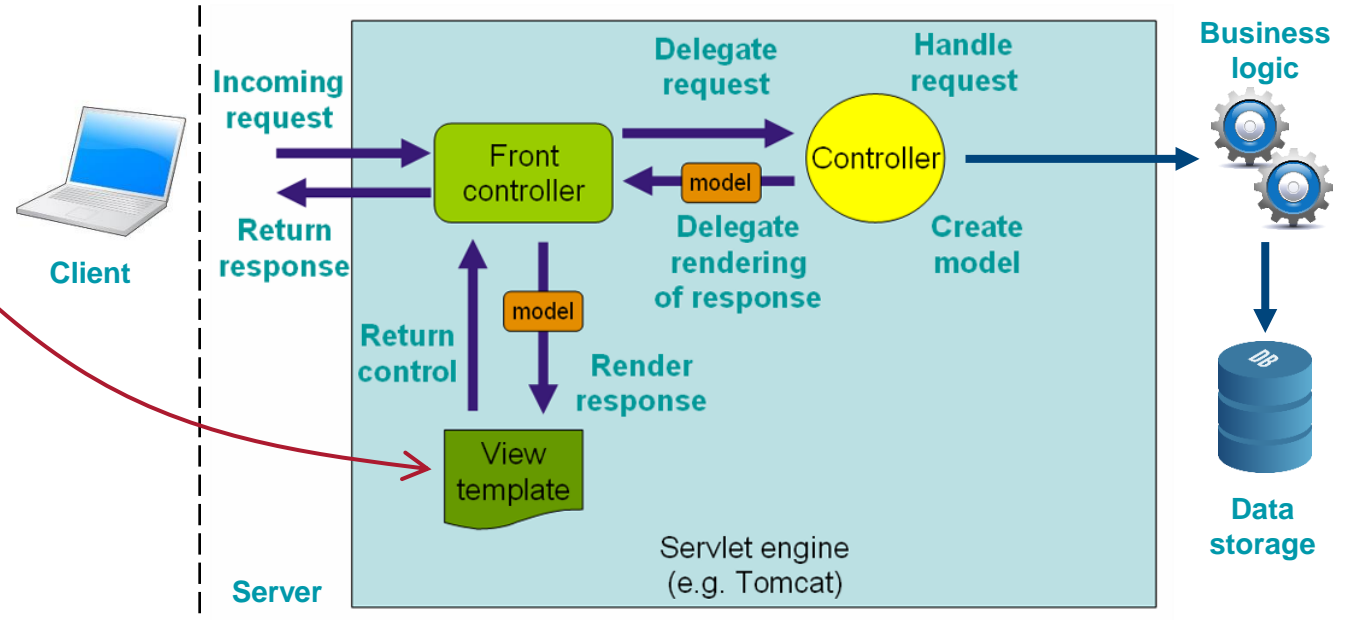 Incoming
request
Return
response
Client
Server
Front
controller
Delegate
request
Handle
request
Controller
model
Delegate
rendering
of response
Create
model
model
Return
control
Render
response
View
template
Servlet engine
(e.g. Tomcat)
Business
logic
DB
Data
storage